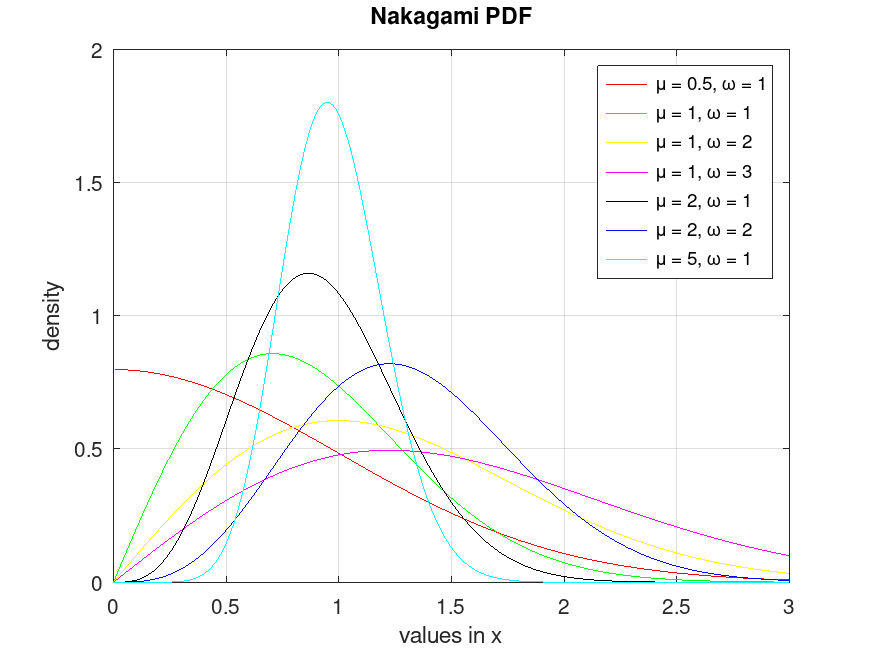 Nakagami PDF
2
1.5
1
0.5
0
density
μ = 0.5, ω = 1
μ = 1, ω = 1
μ = 1, ω = 2
μ = 1, ω = 3
μ = 2, ω = 1
μ = 2, ω = 2
μ = 5, ω = 1
0 0.5 1 1.5 2 2.5 3
values in x